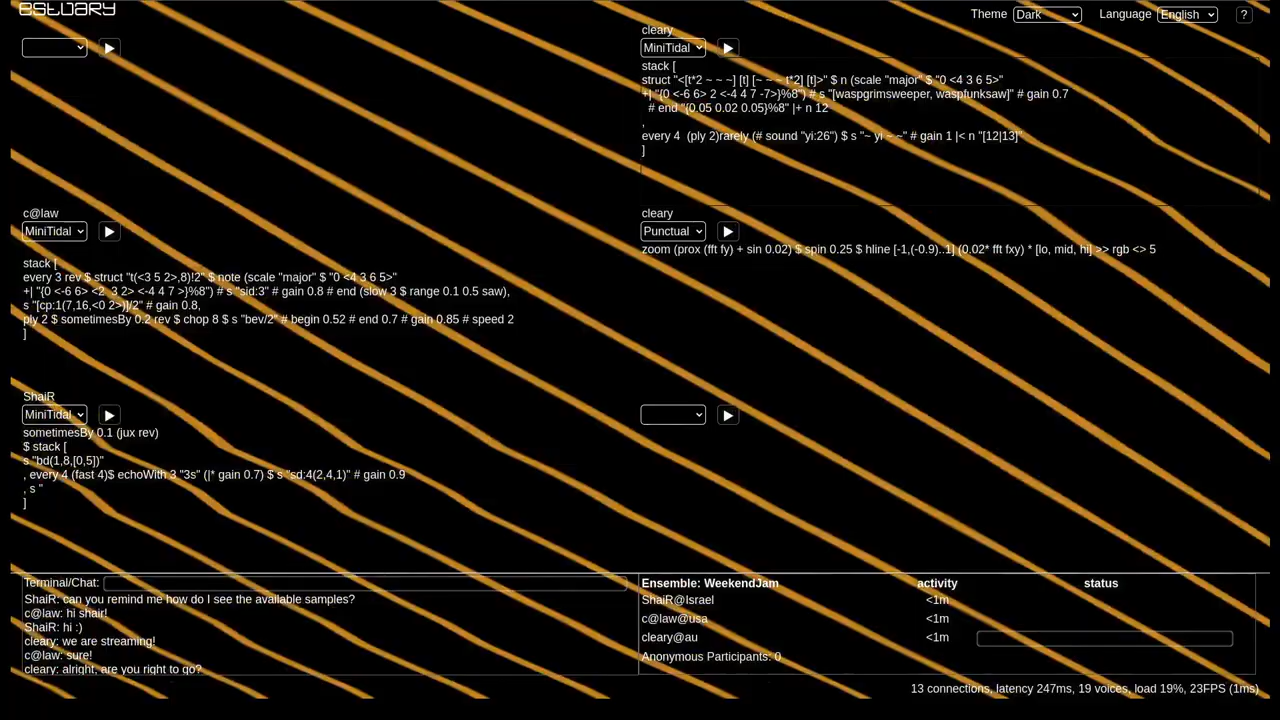 estuary
Theme Dark Language English ?
cleary
MiniTidal
stack [
struct "<[t*2 ~ ~ ~] [t] [~ ~ ~ t*2] [t]>" $ n (scale "major" $ "0 <4 3 6 5>"
+| "{0 <-6 6> 2 <-4 4 7 -7>}%8") # s "[waspgrimsweeper, waspfunksaw]" # gain 0.7
# end "{0.05 0.02 0.05}%8" |+ n 12
,
every 4 (ply 2)rarely (# sound "yi:26") $ s "~ yi ~ ~" # gain 1 |< n "[12|13]"
]
c@law
MiniTidal
stack [
every 3 rev $ struct "t(<3 5 2>,8)!2" $ note (scale "major" $ "0 <4 3 6 5>"
+| "{0 <-6 6> <2 3 2> <-4 4 7 >}%8") # s "sid:3" # gain 0.8 # end (slow 3 $ range 0.1 0.5 saw),
s "[cp:1(7,16,<0 2>)]/2" # gain 0.8,
ply 2 $ sometimesBy 0.2 rev $ chop 8 $ s "bev/2" # begin 0.52 # end 0.7 # gain 0.85 # speed 2
]
cleary
Punctual
zoom (prox (fft fy) + sin 0.02) $ spin 0.25 $ hline [-1,(-0.9)..1] (0.02* fft fxy) * [lo, mid, hi] >> rgb <> 5
ShaiR
MiniTidal
sometimesBy 0.1 (jux rev)
$ stack [
s "bd(1,8,[0,5])"
, every 4 (fast 4)$ echoWith 3 "3s" (|* gain 0.7) $ s "sd:4(2,4,1)" # gain 0.9
, s "
]
Terminal/Chat:
ShaiR: can you remind me how do I see the available samples?
c@law: hi shair!
ShaiR: hi :)
cleary: we are streaming!
c@law: sure!
cleary: alright, are you right to go?
Ensemble: WeekendJam activity status
ShaiR@Israel <1m
c@law@usa <1m
cleary@au <1m
Anonymous Participants: 0
13 connections, latency 247ms, 19 voices, load 19%, 23FPS (1ms)